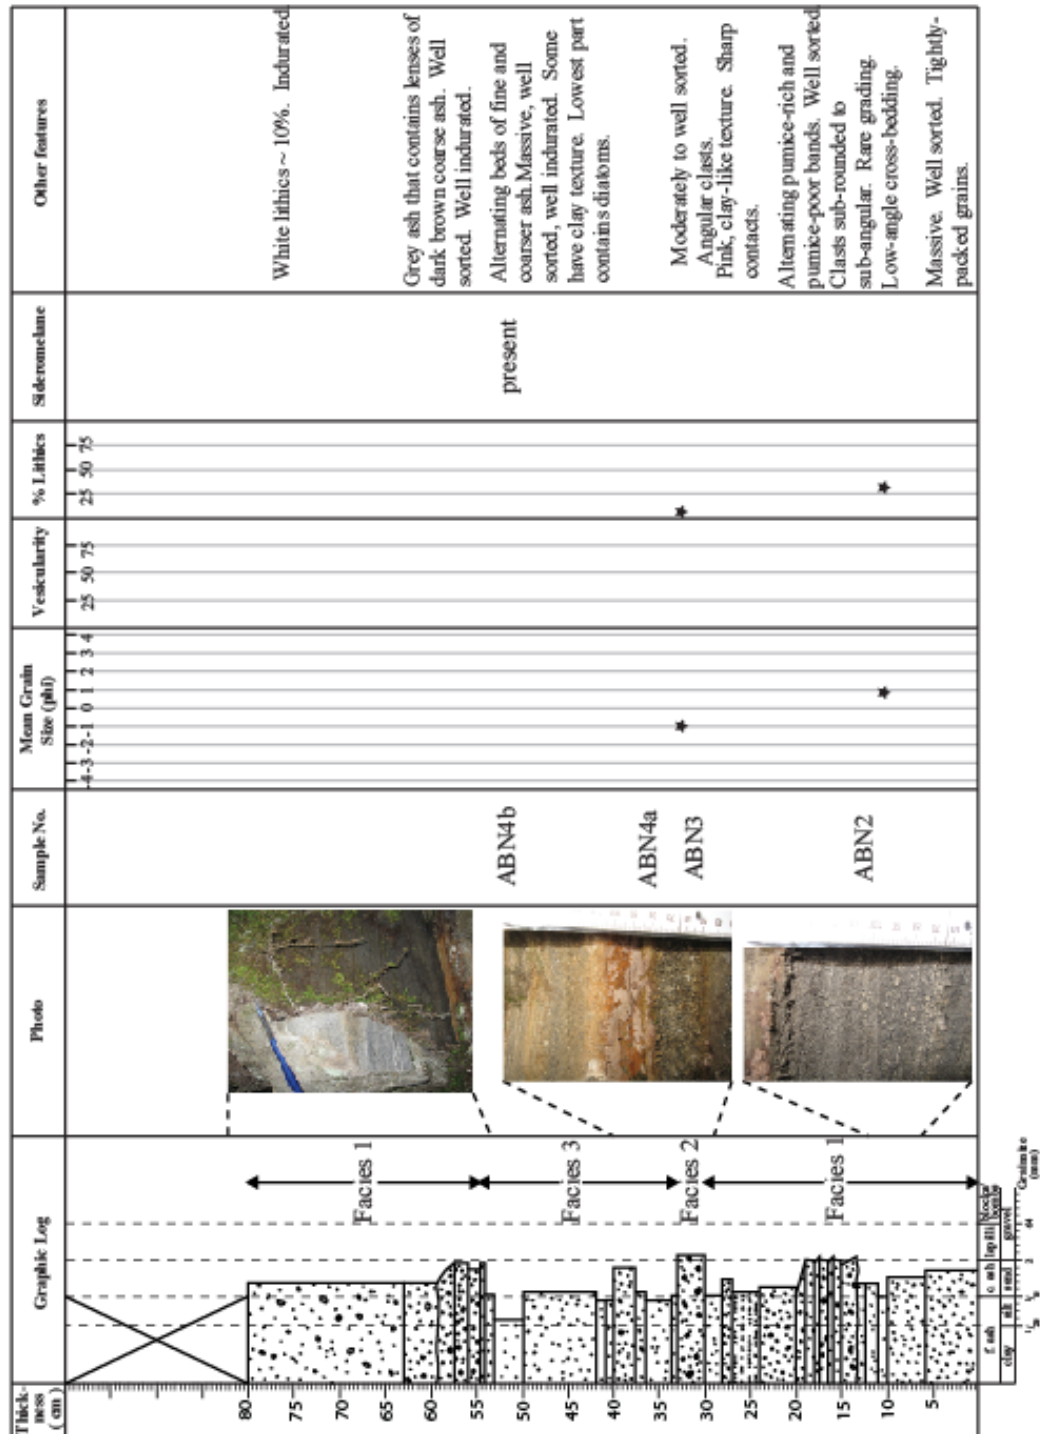 Thick-
ness
( cm )
Graphic Log
Photo
Sample No.
Mean Grain
Size (phi)
Vesicularity
% Lithics
Sideromelane
Other features
-4 -3 -2 -1 0 1 2 3 4
25 50 75
25 50 75
80
75
70
65
60
55
50
45
40
35
30
25
20
15
10
5
Facies 1
Facies 3
Facies 2
Facies 1
ABN4b
ABN4a
ABN3
ABN2
present
White lithics ~ 10%. Indurated.
Grey ash that contains lenses of
dark brown coarse ash. Well
sorted. Well indurated.
Alternating beds of fine and
coarser ash.Massive, well
sorted, well indurated. Some
have clay texture. Lowest part
contains diatoms.
Moderately to well sorted.
Angular clasts.
Pink, clay-like texture. Sharp
contacts.
Alternating pumice-rich and
pumice-poor bands. Well sorted.
Clasts sub-rounded to
sub-angular. Rare grading.
Low-angle cross-bedding.
Massive. Well sorted. Tightly-
packed grains.
f. ash c. ash lapilli
clay silt sand gravel
2 64
Grainsize
(mm)